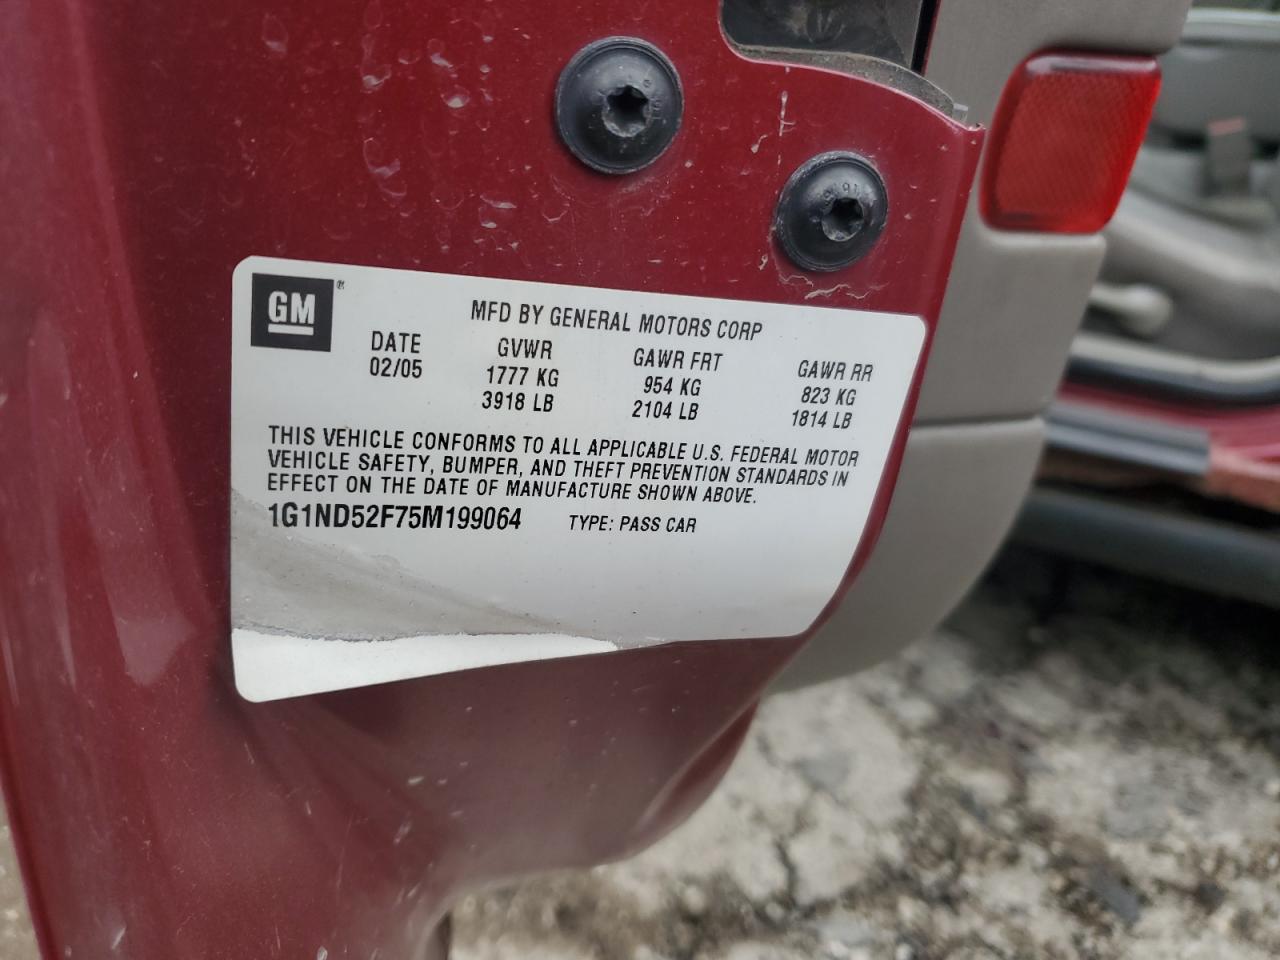 GM®
MFD BY GENERAL MOTORS CORP
DATE GVWR GAWR FRT GAWR RR
02/05 1777 KG 954 KG 823 KG
3918 LB 2104 LB 1814 LB
THIS VEHICLE CONFORMS TO ALL APPLICABLE U.S. FEDERAL MOTOR
VEHICLE SAFETY, BUMPER, AND THEFT PREVENTION STANDARDS IN
EFFECT ON THE DATE OF MANUFACTURE SHOWN ABOVE.
1G1ND52F75M199064 TYPE: PASS CAR